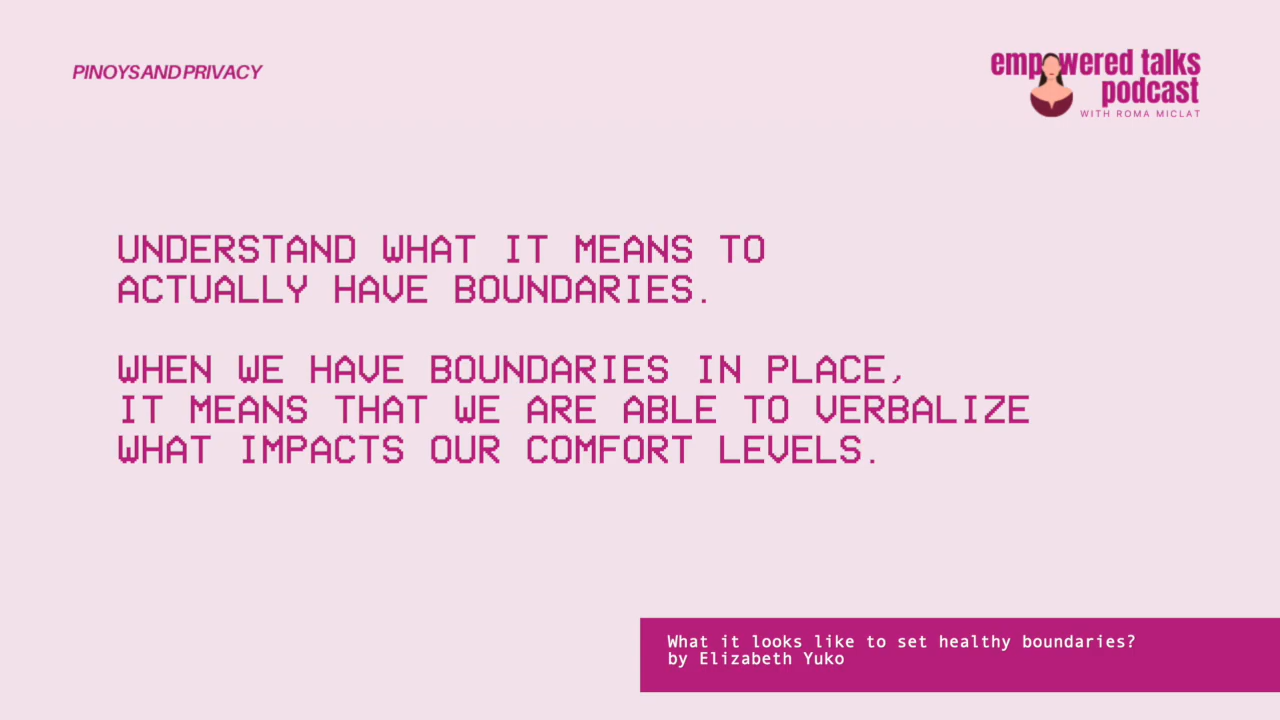 PINOYS AND PRIVACY
empowered talks
podcast
WITH ROMA MICLAT
UNDERSTAND WHAT IT MEANS TO
ACTUALLY HAVE BOUNDARIES.
WHEN WE HAVE BOUNDARIES IN PLACE,
IT MEANS THAT WE ARE ABLE TO VERBALIZE
WHAT IMPACTS OUR COMFORT LEVELS.
What it looks like to set healthy boundaries?
by Elizabeth Yuko